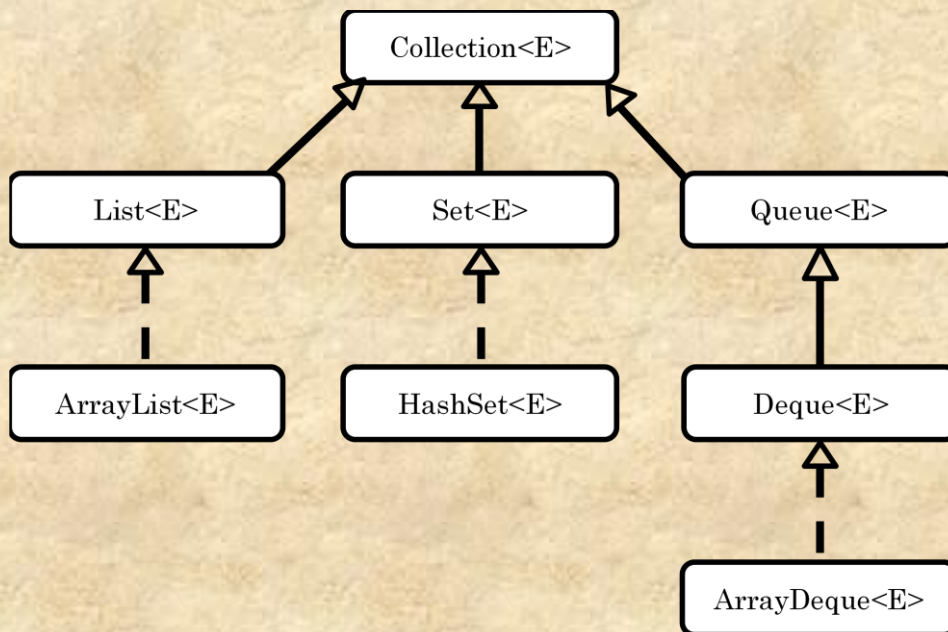 Collection<E>
List<E>
Set<E>
Queue<E>
ArrayList<E>
HashSet<E>
Deque<E>
ArrayDeque<E>